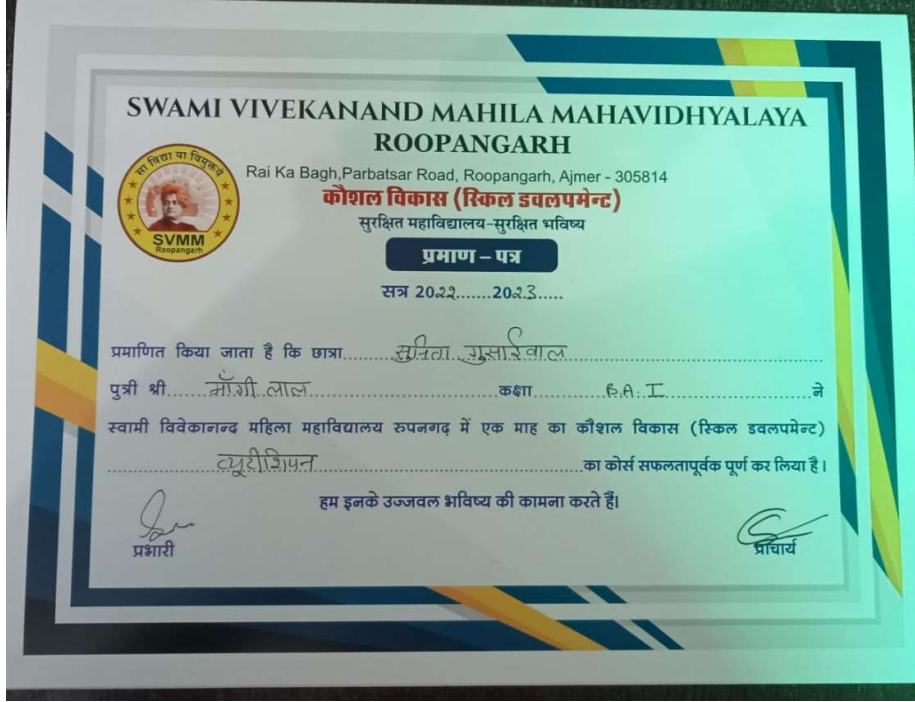 SWAMI VIVEKANAND MAHILA MAHAVIDHYALAYA
ROOPANGARH
सा विद्या या विमुक्तये
SVMM
Roopangarh
Rai Ka Bagh,Parbatsar Road, Roopangarh, Ajmer - 305814
कौशल विकास (स्किल डवलपमेन्ट)
सुरक्षित महाविद्यालय-सुरक्षित भविष्य
प्रमाण – पत्र
सत्र 2022.......2023.....
प्रमाणित किया जाता है कि छात्रा..........सुनिता गुसाईवाल..........
पुत्री श्री......माँगी लाल..........कक्षा..........B.A. I..........ने
स्वामी विवेकानन्द महिला महाविद्यालय रुपनगढ़ में एक माह का कौशल विकास (स्किल डवलपमेन्ट)
..........ब्यूटीशियन..........का कोर्स सफलतापूर्वक पूर्ण कर लिया है।
हम इनके उज्जवल भविष्य की कामना करते हैं।
प्रभारी
प्राचार्य